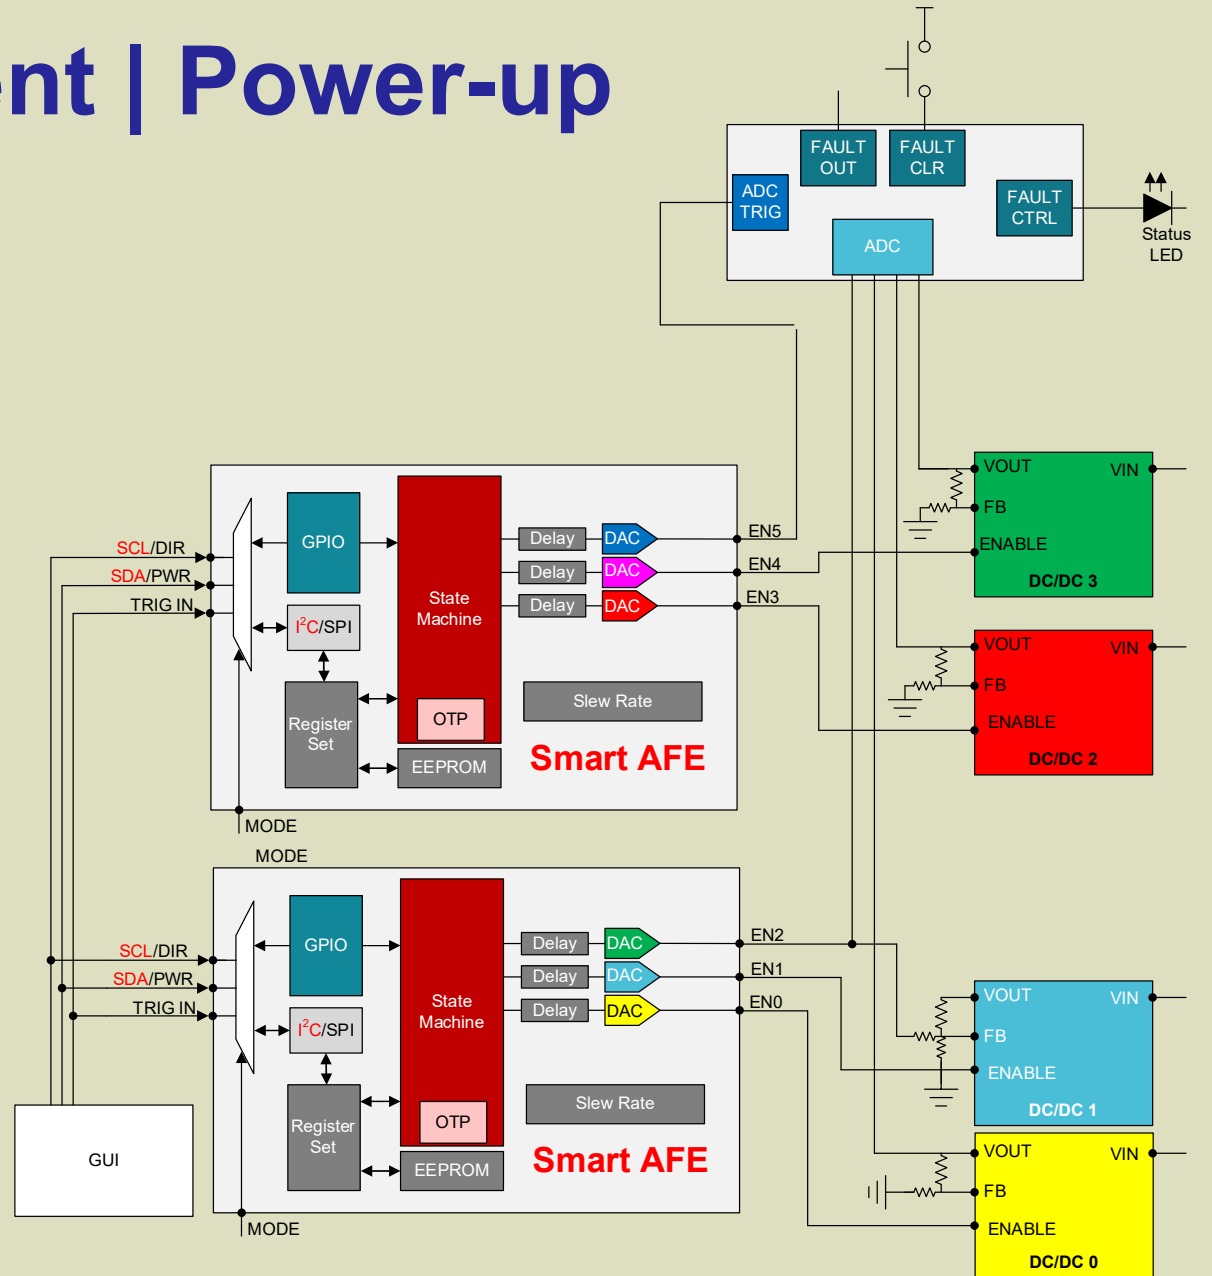 ent | Power-up
FAULT
OUT
FAULT
CLR
ADC
TRIG
FAULT
CTRL
ADC
Status
LED
SCL/DIR
SDA/PWR
TRIG IN
GPIO
I²C/SPI
Register
Set
State
Machine
OTP
EEPROM
Delay
DAC
EN5
Delay
DAC
EN4
Delay
DAC
EN3
Slew Rate
Smart AFE
MODE
VOUT
VIN
FB
ENABLE
DC/DC 3
VOUT
VIN
FB
ENABLE
DC/DC 2
MODE
SCL/DIR
SDA/PWR
TRIG IN
GPIO
I²C/SPI
Register
Set
State
Machine
OTP
EEPROM
Delay
DAC
EN2
Delay
DAC
EN1
Delay
DAC
EN0
Slew Rate
Smart AFE
MODE
GUI
VOUT
VIN
FB
ENABLE
DC/DC 1
VOUT
VIN
FB
ENABLE
DC/DC 0